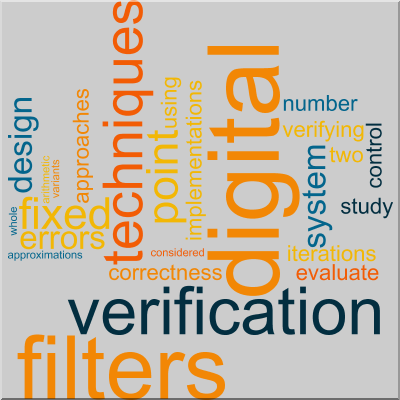 techniques
digital
design
approaches
point
using
implementations
number
verifying
two
control
system
arithmetic
variants
whole
fixed
errors
study
approximations
considered
iterations
correctness
evaluate
verification
filters